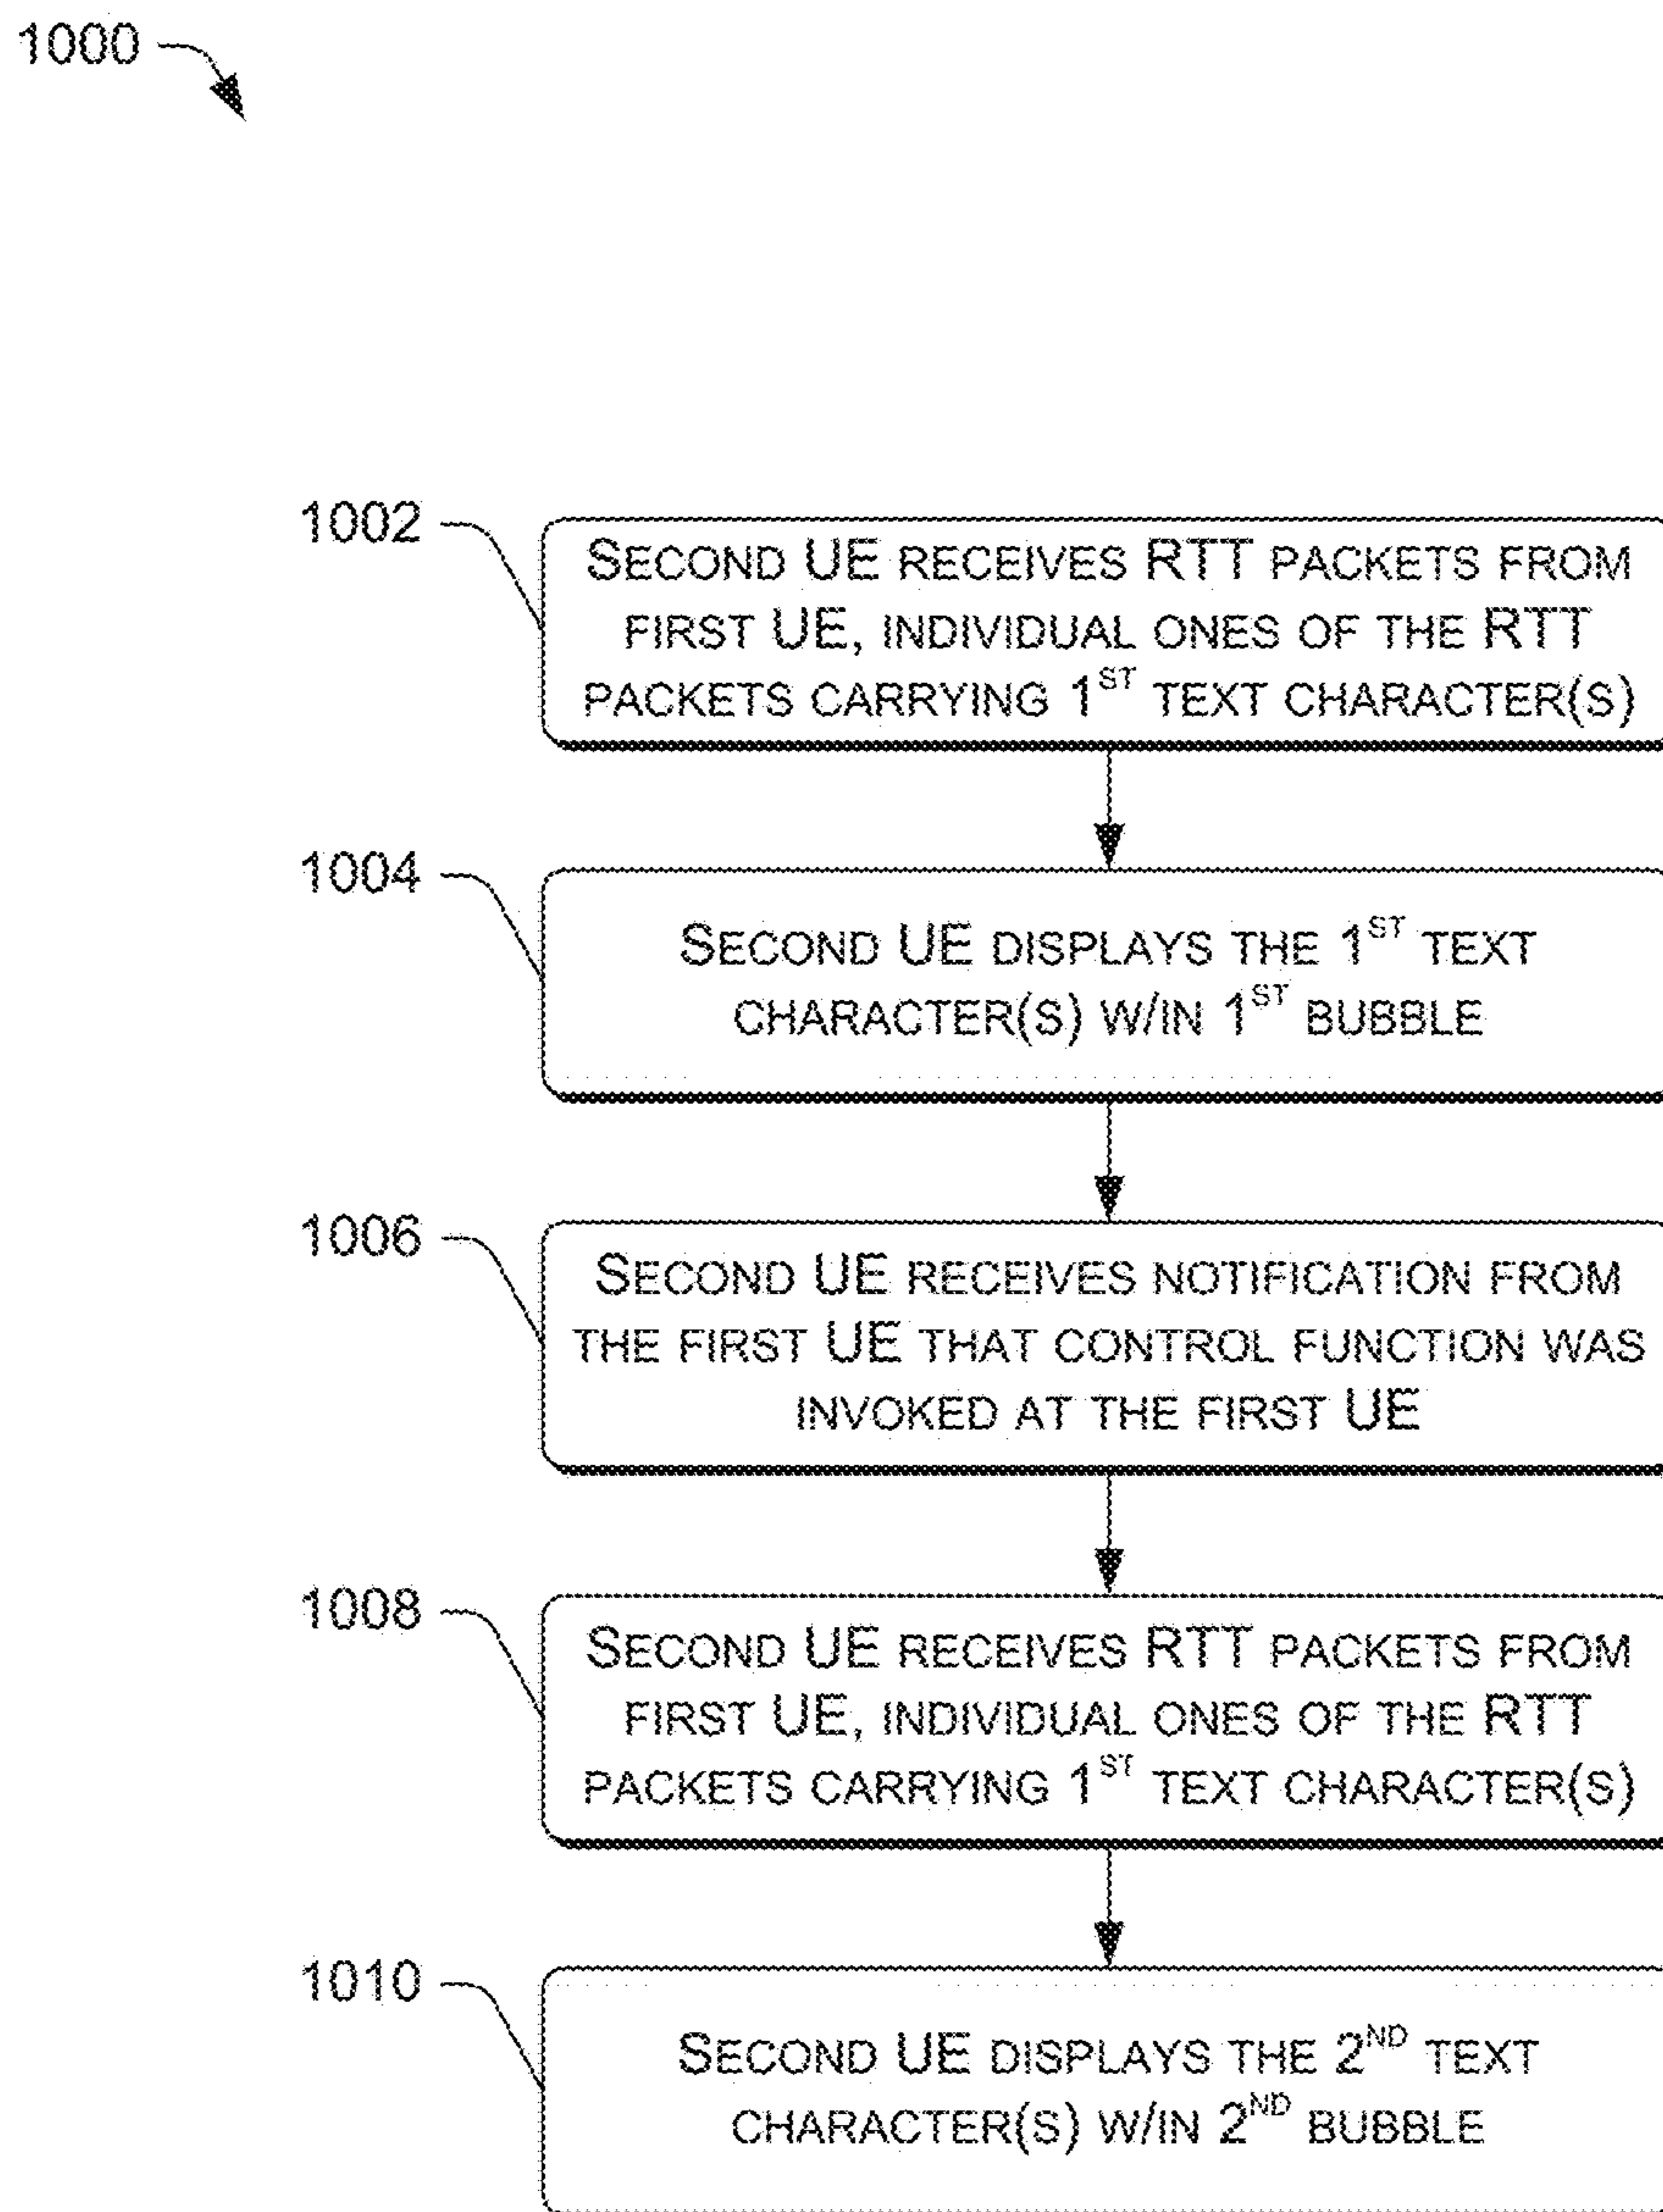 1000
1002
SECOND UE RECEIVES RTT PACKETS FROM
FIRST UE, INDIVIDUAL ONES OF THE RTT
PACKETS CARRYING 1ST TEXT CHARACTER(S)
1004
SECOND UE DISPLAYS THE 1ST TEXT
CHARACTER(S) W/IN 1ST BUBBLE
1006
SECOND UE RECEIVES NOTIFICATION FROM
THE FIRST UE THAT CONTROL FUNCTION WAS
INVOKED AT THE FIRST UE
1008
SECOND UE RECEIVES RTT PACKETS FROM
FIRST UE, INDIVIDUAL ONES OF THE RTT
PACKETS CARRYING 1ST TEXT CHARACTER(S)
1010
SECOND UE DISPLAYS THE 2ND TEXT
CHARACTER(S) W/IN 2ND BUBBLE